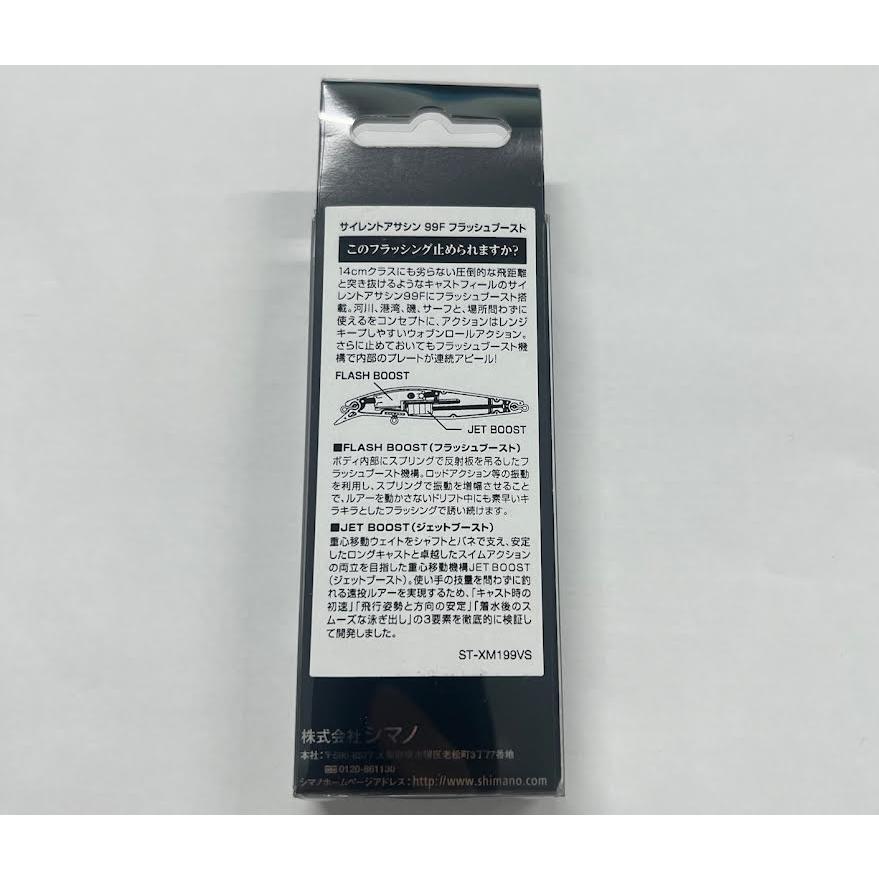 サイレントアサシン 99F フラッシュブースト
このフラッシング止められますか?
14cmクラスにも劣らない圧倒的な飛距離
と突き抜けるようなキャストフィールのサイ
レントアサシン99Fにフラッシュブースト搭
載。河川、港湾、磯、サーフと、場所問わずに
使えるをコンセプトに、アクションはレンジ
キープしやすいウォブンロールアクション。
さらに止めておいてもフラッシュブースト機
構で内部のプレートが連続アピール!
FLASH BOOST
JET BOOST
■FLASH BOOST(フラッシュブースト)
ボディ内部にスプリングで反射板を吊るしたフ
ラッシュブースト機構。ロッドアクション等の振動
を利用し、スプリングで振動を増幅させること
で、ルアーを動かさないドリフト中にも素早いキ
ラキラとしたフラッシングで誘い続けます。
■JET BOOST(ジェットブースト)
重心移動ウェイトをシャフトとバネで支え、安定
したロングキャストと卓越したスイムアクション
の両立を目指した重心移動機構JET BOOST
(ジェットブースト)。使い手の技量を問わずに釣
れる遠投ルアーを実現するため、「キャスト時の
初速」「飛行姿勢と方向の安定」「着水後のス
ムーズな泳ぎ出し」の3要素を徹底的に検証し
て開発しました。
ST-XM199VS
株式会社シマノ
本社:区老松町3丁77番地
0120-861130
シマノホームページアドレス:http://www.shimano.com